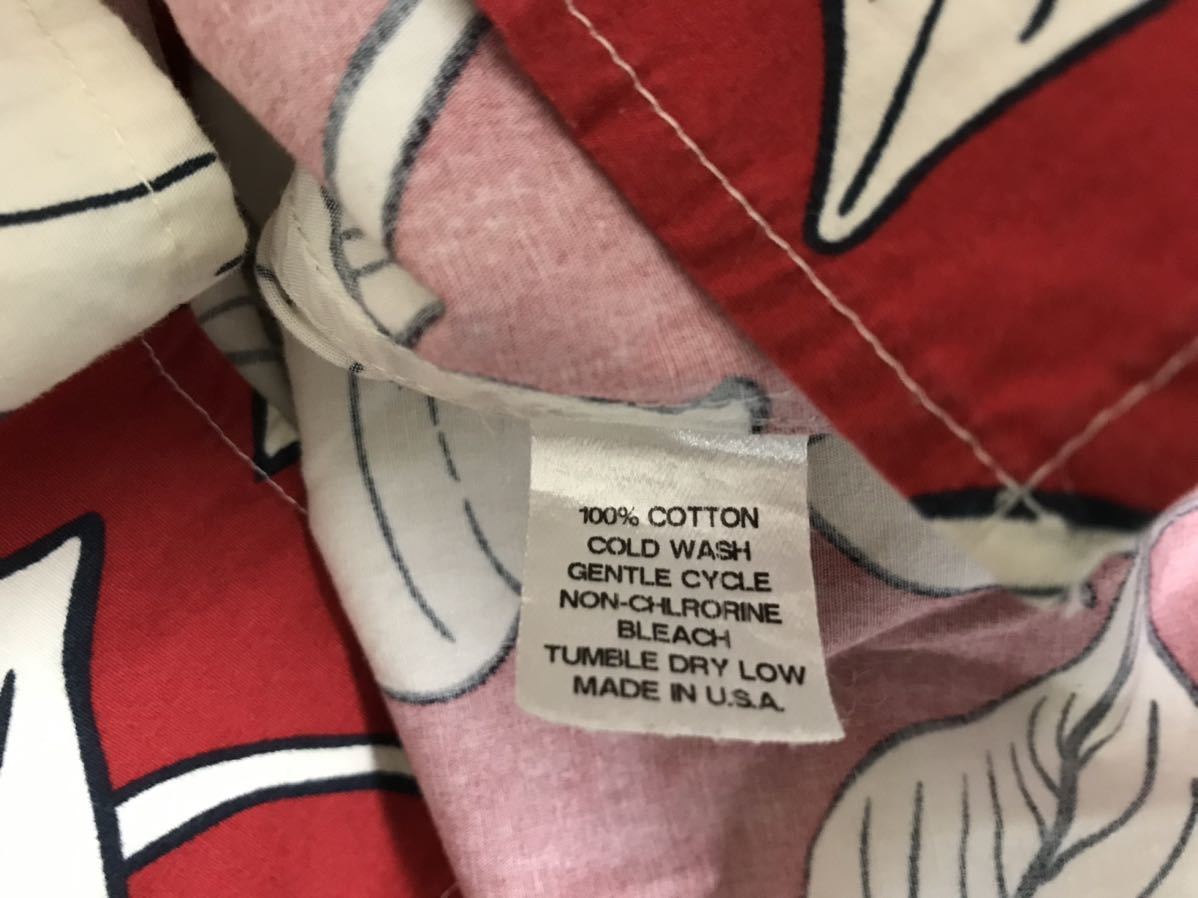 100% COTTON
COLD WASH
GENTLE CYCLE
NON-CHLRORINE
BLEACH
TUMBLE DRY LOW
MADE IN U.S.A.